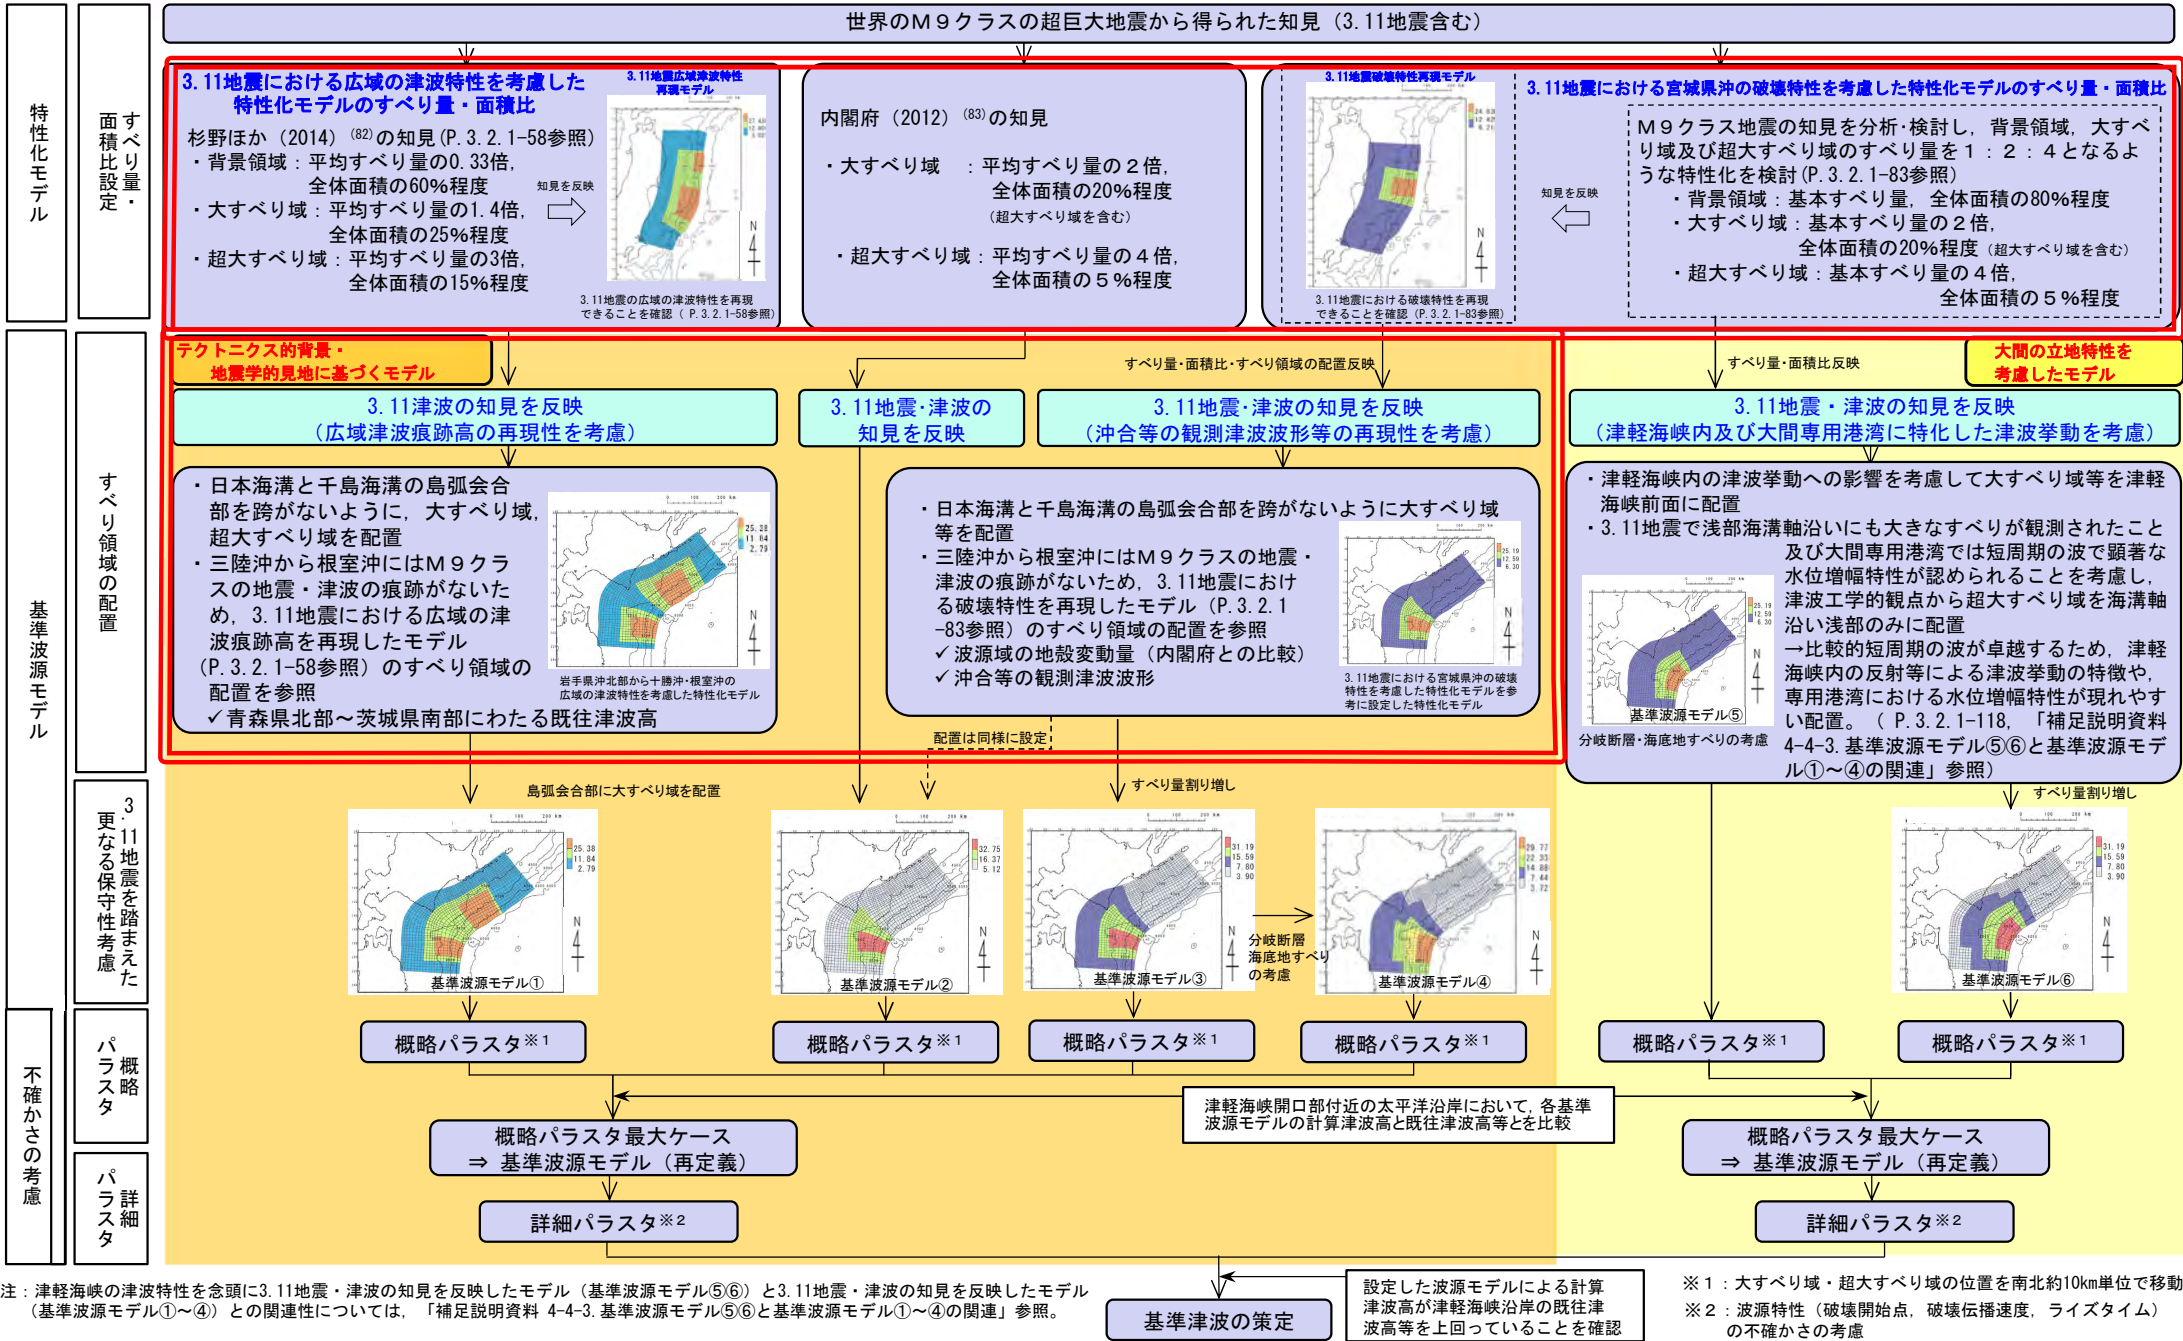 世界のM9クラスの超巨大地震から得られた知見（3.11地震含む）
特性化モデル
すべり量・
面積比設定
3.11地震における広域の津波特性を考慮した
特性化モデルのすべり量・面積比
杉野ほか（2014）(82)の知見(P.3.2.1-58参照)
・背景領域：平均すべり量の0.33倍,
全体面積の60%程度
・大すべり域：平均すべり量の1.4倍,
全体面積の25%程度
・超大すべり域：平均すべり量の3倍,
全体面積の15%程度
知見を反映
3.11地震広域津波特性
再現モデル
N
3.11地震の広域の津波特性を再現
できることを確認（ P.3.2.1-58参照)
内閣府（2012）(83)の知見
・大すべり域　：平均すべり量の２倍,
全体面積の20%程度
（超大すべり域を含む）
・超大すべり域：平均すべり量の４倍,
全体面積の５%程度
3.11地震破壊特性再現モデル
N
3.11地震における破壊特性を再現
できることを確認（P.3.2.1-83参照）
知見を反映
3.11地震における宮城県沖の破壊特性を考慮した特性化モデルのすべり量・面積比
M９クラス地震の知見を分析･検討し，背景領域，大すべ
り域及び超大すべり域のすべり量を１：２：４となるよ
うな特性化を検討(P.3.2.1-83参照)
・背景領域：基本すべり量，全体面積の80%程度
・大すべり域：基本すべり量の２倍,
全体面積の20%程度（超大すべり域を含む）
・超大すべり域：基本すべり量の４倍,
全体面積の５%程度
基準波源モデル
すべり領域の配置
テクトニクス的背景・
地震学的見地に基づくモデル
すべり量･面積比･すべり領域の配置反映
すべり量･面積比反映
大間の立地特性を
考慮したモデル
3.11津波の知見を反映
（広域津波痕跡高の再現性を考慮）
3.11地震･津波の
知見を反映
3.11地震･津波の知見を反映
（沖合等の観測津波波形等の再現性を考慮）
3.11地震・津波の知見を反映
（津軽海峡内及び大間専用港湾に特化した津波挙動を考慮）
・日本海溝と千島海溝の島弧会合
部を跨がないように，大すべり域,
超大すべり域を配置
・三陸沖から根室沖にはM９クラ
スの地震・津波の痕跡がないた
め，3.11地震における広域の津
波痕跡高を再現したモデル
(P.3.2.1-58参照）のすべり領域の
配置を参照
✓青森県北部～茨城県南部にわたる既往津波高
0 100 200 km
25.28
11.84
2.79
N
岩手県沖北部から十勝沖･根室沖の
広域の津波特性を考慮した特性化モデル
・日本海溝と千島海溝の島弧会合部を跨がないように大すべり域
等を配置
・三陸沖から根室沖にはM９クラスの地震・
津波の痕跡がないため，3.11地震におけ
る破壊特性を再現したモデル（P.3.2.1
-83参照）のすべり領域の配置を参照
✓波源域の地殻変動量（内閣府との比較）
✓沖合等の観測津波波形
25.19
12.59
6.30
N
3.11地震における宮城県沖の破壊
特性を考慮した特性化モデルを参
考に設定した特性化モデル
・津軽海峡内の津波挙動への影響を考慮して大すべり域等を津軽
海峡前面に配置
・3.11地震で浅部海溝軸沿いにも大きなすべりが観測されたこと
及び大間専用港湾では短周期の波で顕著な
水位増幅特性が認められることを考慮し,
津波工学的観点から超大すべり域を海溝軸
沿い浅部のみに配置
→比較的短周期の波が卓越するため，津軽
海峡内の反射等による津波挙動の特徴や,
専用港湾における水位増幅特性が現れやす
い配置。（ P.3.2.1-118，「補足説明資料
4-4-3.基準波源モデル⑤⑥と基準波源モデ
ル①～④の関連」参照）
25.19
12.59
6.30
N
基準波源モデル⑤
分岐断層･海底地すべりの考慮
配置は同様に設定
3.11地震を踏まえた
更なる保守性考慮
島弧会合部に大すべり域を配置
すべり量割り増し
すべり量割り増し
0 100 200 km
25.38
11.84
2.79
N
基準波源モデル①
0 100 200 km
32.75
16.37
5.12
N
基準波源モデル②
0 100 200 km
31.19
15.59
7.80
3.90
N
基準波源モデル③
分岐断層
海底地すべり
の考慮
29.77
22.33
14.88
7.44
3.72
N
基準波源モデル④
0 100 200 km
31.19
15.59
7.80
3.90
N
基準波源モデル⑥
不確かさの考慮
概略
パラスタ
概略パラスタ※1
概略パラスタ※1
概略パラスタ※1
概略パラスタ※1
概略パラスタ※1
概略パラスタ※1
津軽海峡開口部付近の太平洋沿岸において，各基準
波源モデルの計算津波高と既往津波高等とを比較
概略パラスタ最大ケース
⇒ 基準波源モデル（再定義）
概略パラスタ最大ケース
⇒ 基準波源モデル（再定義）
詳細
パラスタ
詳細パラスタ※2
詳細パラスタ※2
注：津軽海峡の津波特性を念頭に3.11地震・津波の知見を反映したモデル（基準波源モデル⑤⑥）と3.11地震・津波の知見を反映したモデル
（基準波源モデル①～④）との関連性については，「補足説明資料 4-4-3.基準波源モデル⑤⑥と基準波源モデル①～④の関連」参照。
基準津波の策定
設定した波源モデルによる計算
津波高が津軽海峡沿岸の既往津
波高等を上回っていることを確認
※１：大すべり域・超大すべり域の位置を南北約10km単位で移動
※２：波源特性（破壊開始点，破壊伝播速度，ライズタイム）
の不確かさの考慮